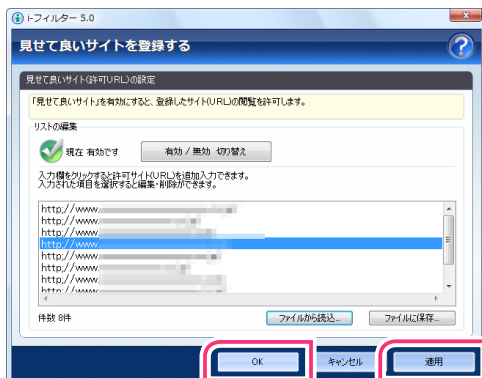 i-フィルター 5.0
見せて良いサイトを登録する
見せて良いサイト(許可URL)の設定
「見せて良いサイト」を有効にすると、登録したサイト(URL)の閲覧を許可します。
リストの編集
現在 有効です
有効 / 無効 切り替え
入力欄をクリックすると許可サイト(URL)を追加入力できます。
入力された項目を選択すると編集・削除ができます。
http://www.
http://www.
http://www.
http://www.
http://www.
http://www.
http://www.
件数 8件
ファイルから読込...
ファイルに保存...
OK
キャンセル
適用